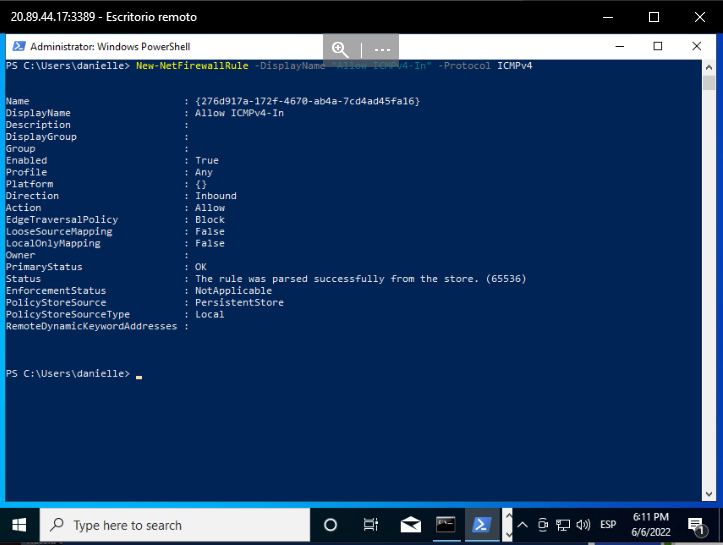 20.89.44.17:3389 - Escritorio remoto
Administrator: Windows PowerShell
PS C:\Users\danielle> New-NetFirewallRule -DisplayName "Allow ICMPv4-In" -Protocol ICMPv4
Name : {276d917a-172f-4670-ab4a-7cd4ad45fa16}
DisplayName : Allow ICMPv4-In
Description :
DisplayGroup :
Group :
Enabled : True
Profile : Any
Platform : {}
Direction : Inbound
Action : Allow
EdgeTraversalPolicy : Block
LooseSourceMapping : False
LocalOnlyMapping : False
Owner :
PrimaryStatus : OK
Status : The rule was parsed successfully from the store. (65536)
EnforcementStatus : NotApplicable
PolicyStoreSource : PersistentStore
PolicyStoreSourceType : Local
RemoteDynamicKeywordAddresses :
PS C:\Users\danielle>
Type here to search
ESP
6:11 PM
6/6/2022
1